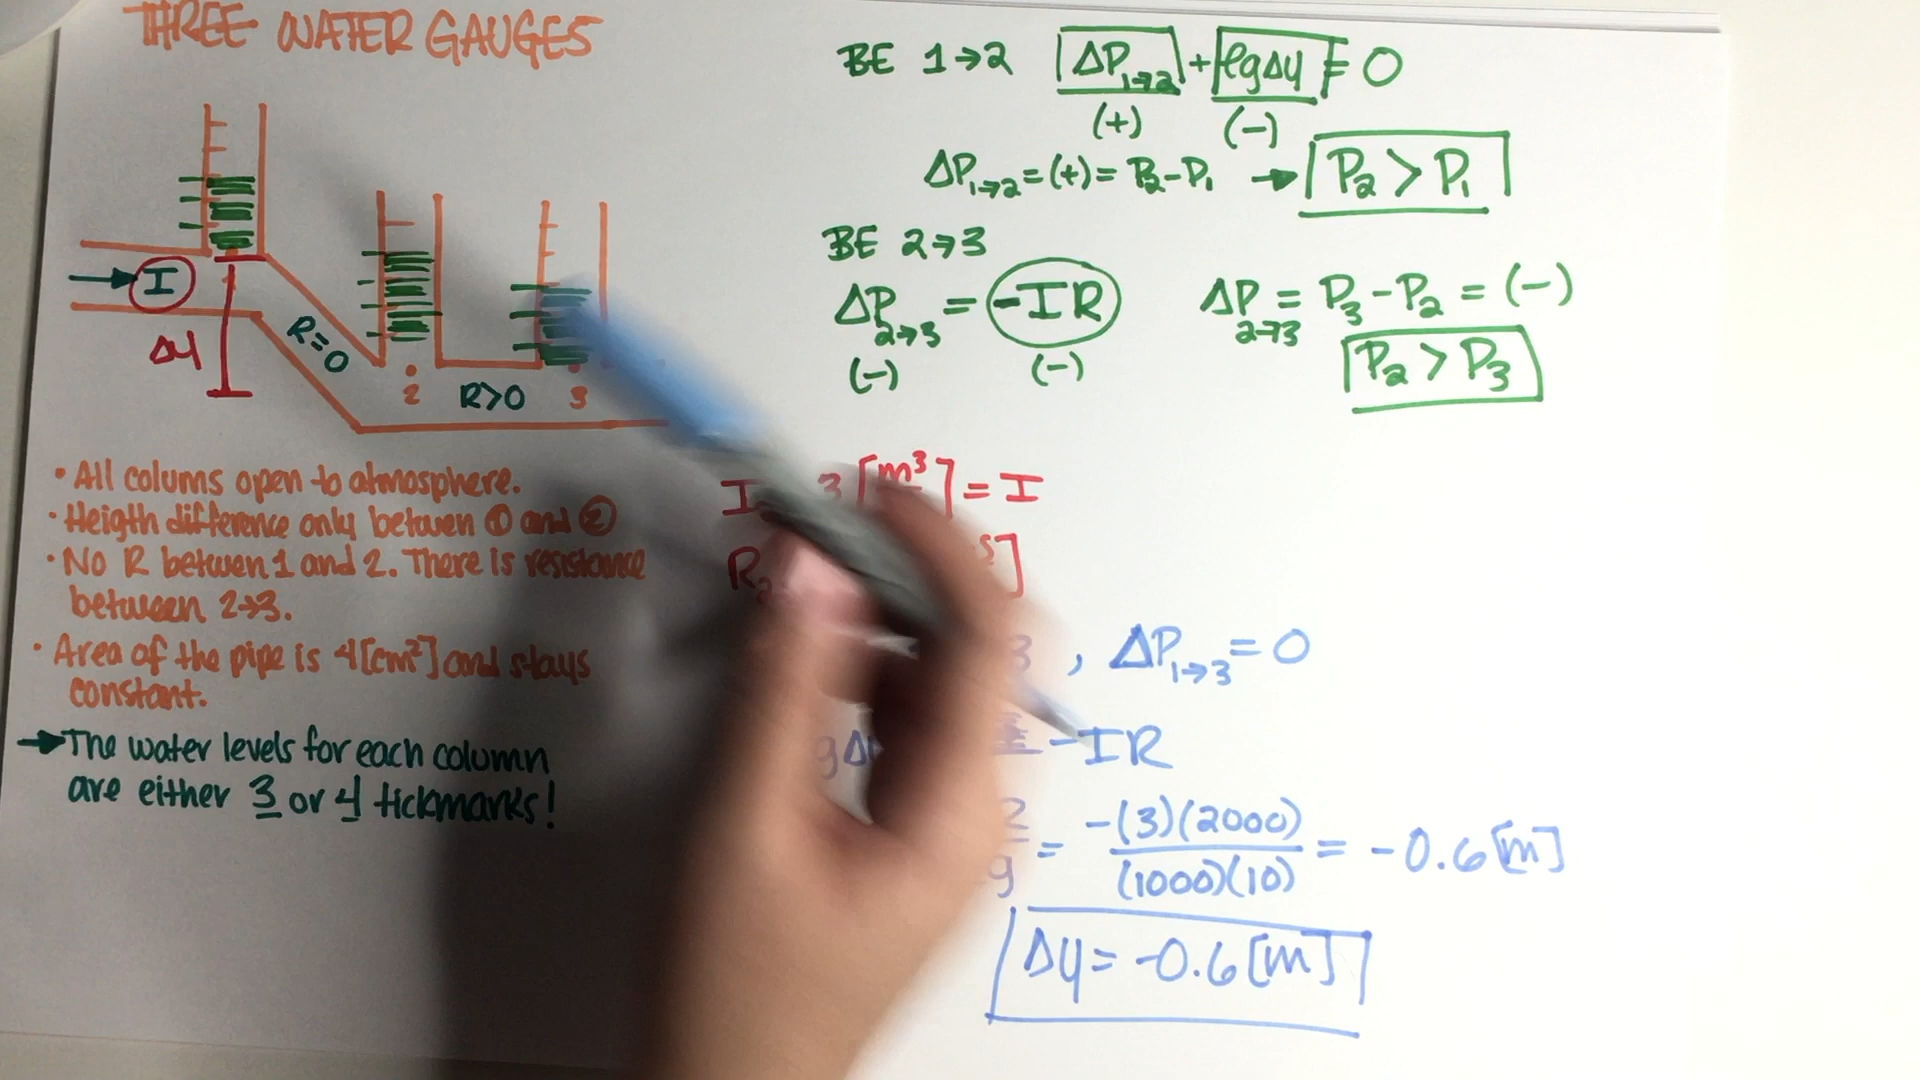 THREE WATER GAUGES
I
ΔY
R=0
2
R>0
3
• All colums open to atmosphere.
• Heigth difference only betwen ① and ②
• No R betwen 1 and 2. There is resistance
between 2→3.
• Area of the pipe is 4[cm²] and stays
constant.
→ The water levels for each column
are either 3 or 4 tickmarks!
BE 1→2 ΔP1→2 + ρgΔy = 0
(+) (-)
ΔP1→2 = (+) = P2-P1 → P2 > P1
BE 2→3
ΔP2→3 = -IR
(-) (-)
ΔP2→3 = P3-P2 = (-)
P2 > P3
3 [m³ = I
R
, ΔP1→3 = 0
-IR
= -(3)(2000) / (1000)(10) = -0.6[m]
Δy = -0.6[m]